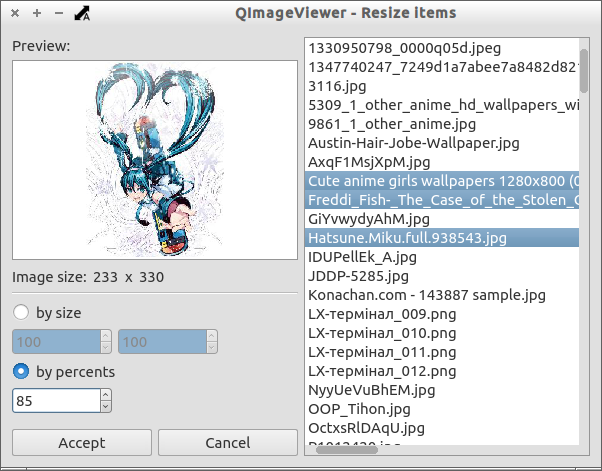 QImageViewer - Resize items
Preview:
Image size: 233 x 330
by size
100 100
by percents
85
Accept Cancel
1330950798_0000q05d.jpeg
1347740247_7249d1a7abee7a8482d82
3116.jpg
5309_1_other_anime_hd_wallpapers_wi
9861_1_other_anime.jpg
Austin-Hair-Jobe-Wallpaper.jpg
AxqF1MsjXpM.jpg
Cute anime girls wallpapers 1280x800 (
Freddi_Fish-_The_Case_of_the_Stolen_
GiYvwydyAhM.jpg
Hatsune.Miku.full.938543.jpg
IDUPellEk_A.jpg
JDDP-5285.jpg
Konachan.com - 143887 sample.jpg
LX-термінал_009.png
LX-термінал_010.png
LX-термінал_011.png
LX-термінал_012.png
NyyUeVuBhEM.jpg
OOP_Tihon.jpg
OctxsRlDAqU.jpg